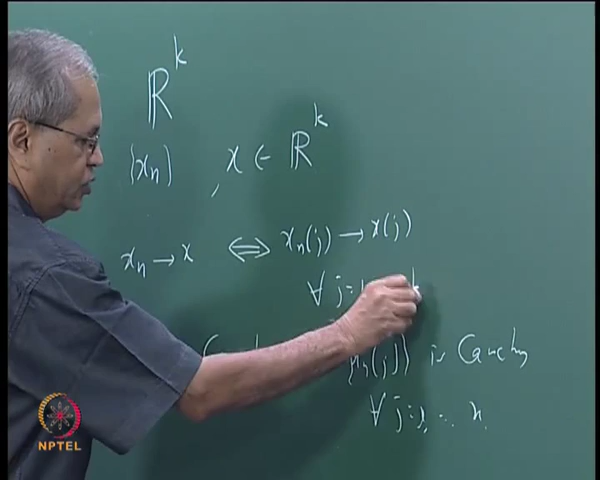 ℝ^k
{x_n}, x ∈ ℝ^k
x_n → x ⟺ x_n(j) → x(j)
∀ j = 1, k
{x_n(j)} is Cauchy
∀ j = 1, ... n.
NPTEL